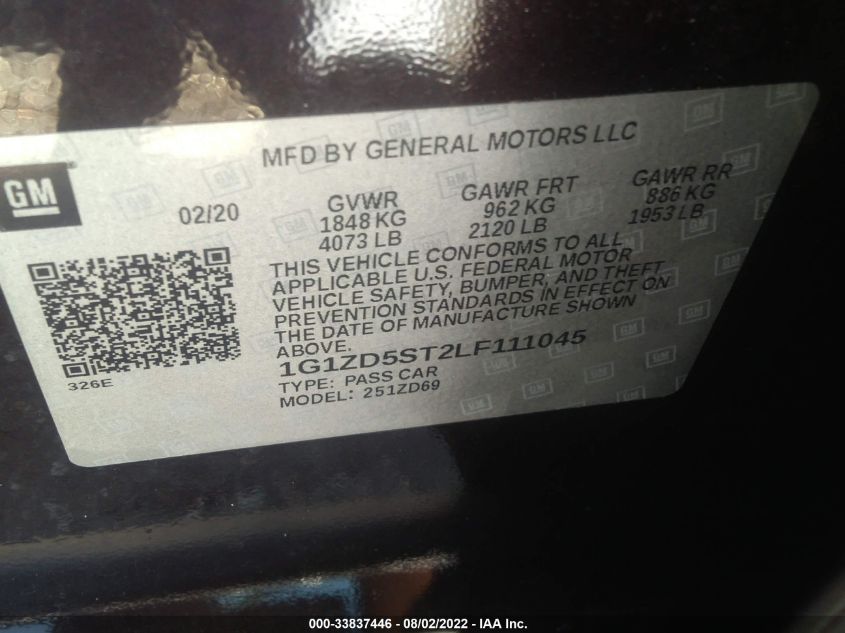 MFD BY GENERAL MOTORS LLC
GM
02/20
GVWR
1848 KG
4073 LB
GAWR FRT
962 KG
2120 LB
GAWR RR
886 KG
1953 LB
THIS VEHICLE CONFORMS TO ALL
APPLICABLE U.S. FEDERAL MOTOR
VEHICLE SAFETY, BUMPER, AND THEFT
PREVENTION STANDARDS IN EFFECT ON
THE DATE OF MANUFACTURE SHOWN
ABOVE.
1G1ZD5ST2LF111045
TYPE: PASS CAR
MODEL: 251ZD69
326E
000-33837446 - 08/02/2022 - IAA Inc.